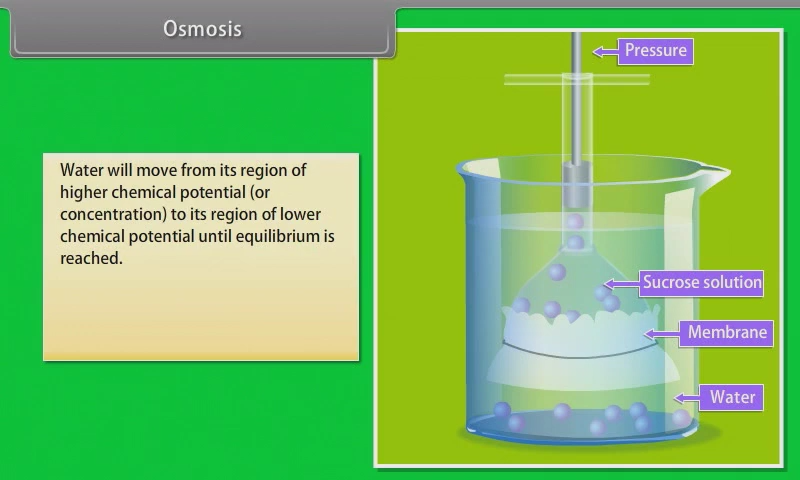 Osmosis
Water will move from its region of
higher chemical potential (or
concentration) to its region of lower
chemical potential until equilibrium is
reached.
Pressure
Sucrose solution
Membrane
Water